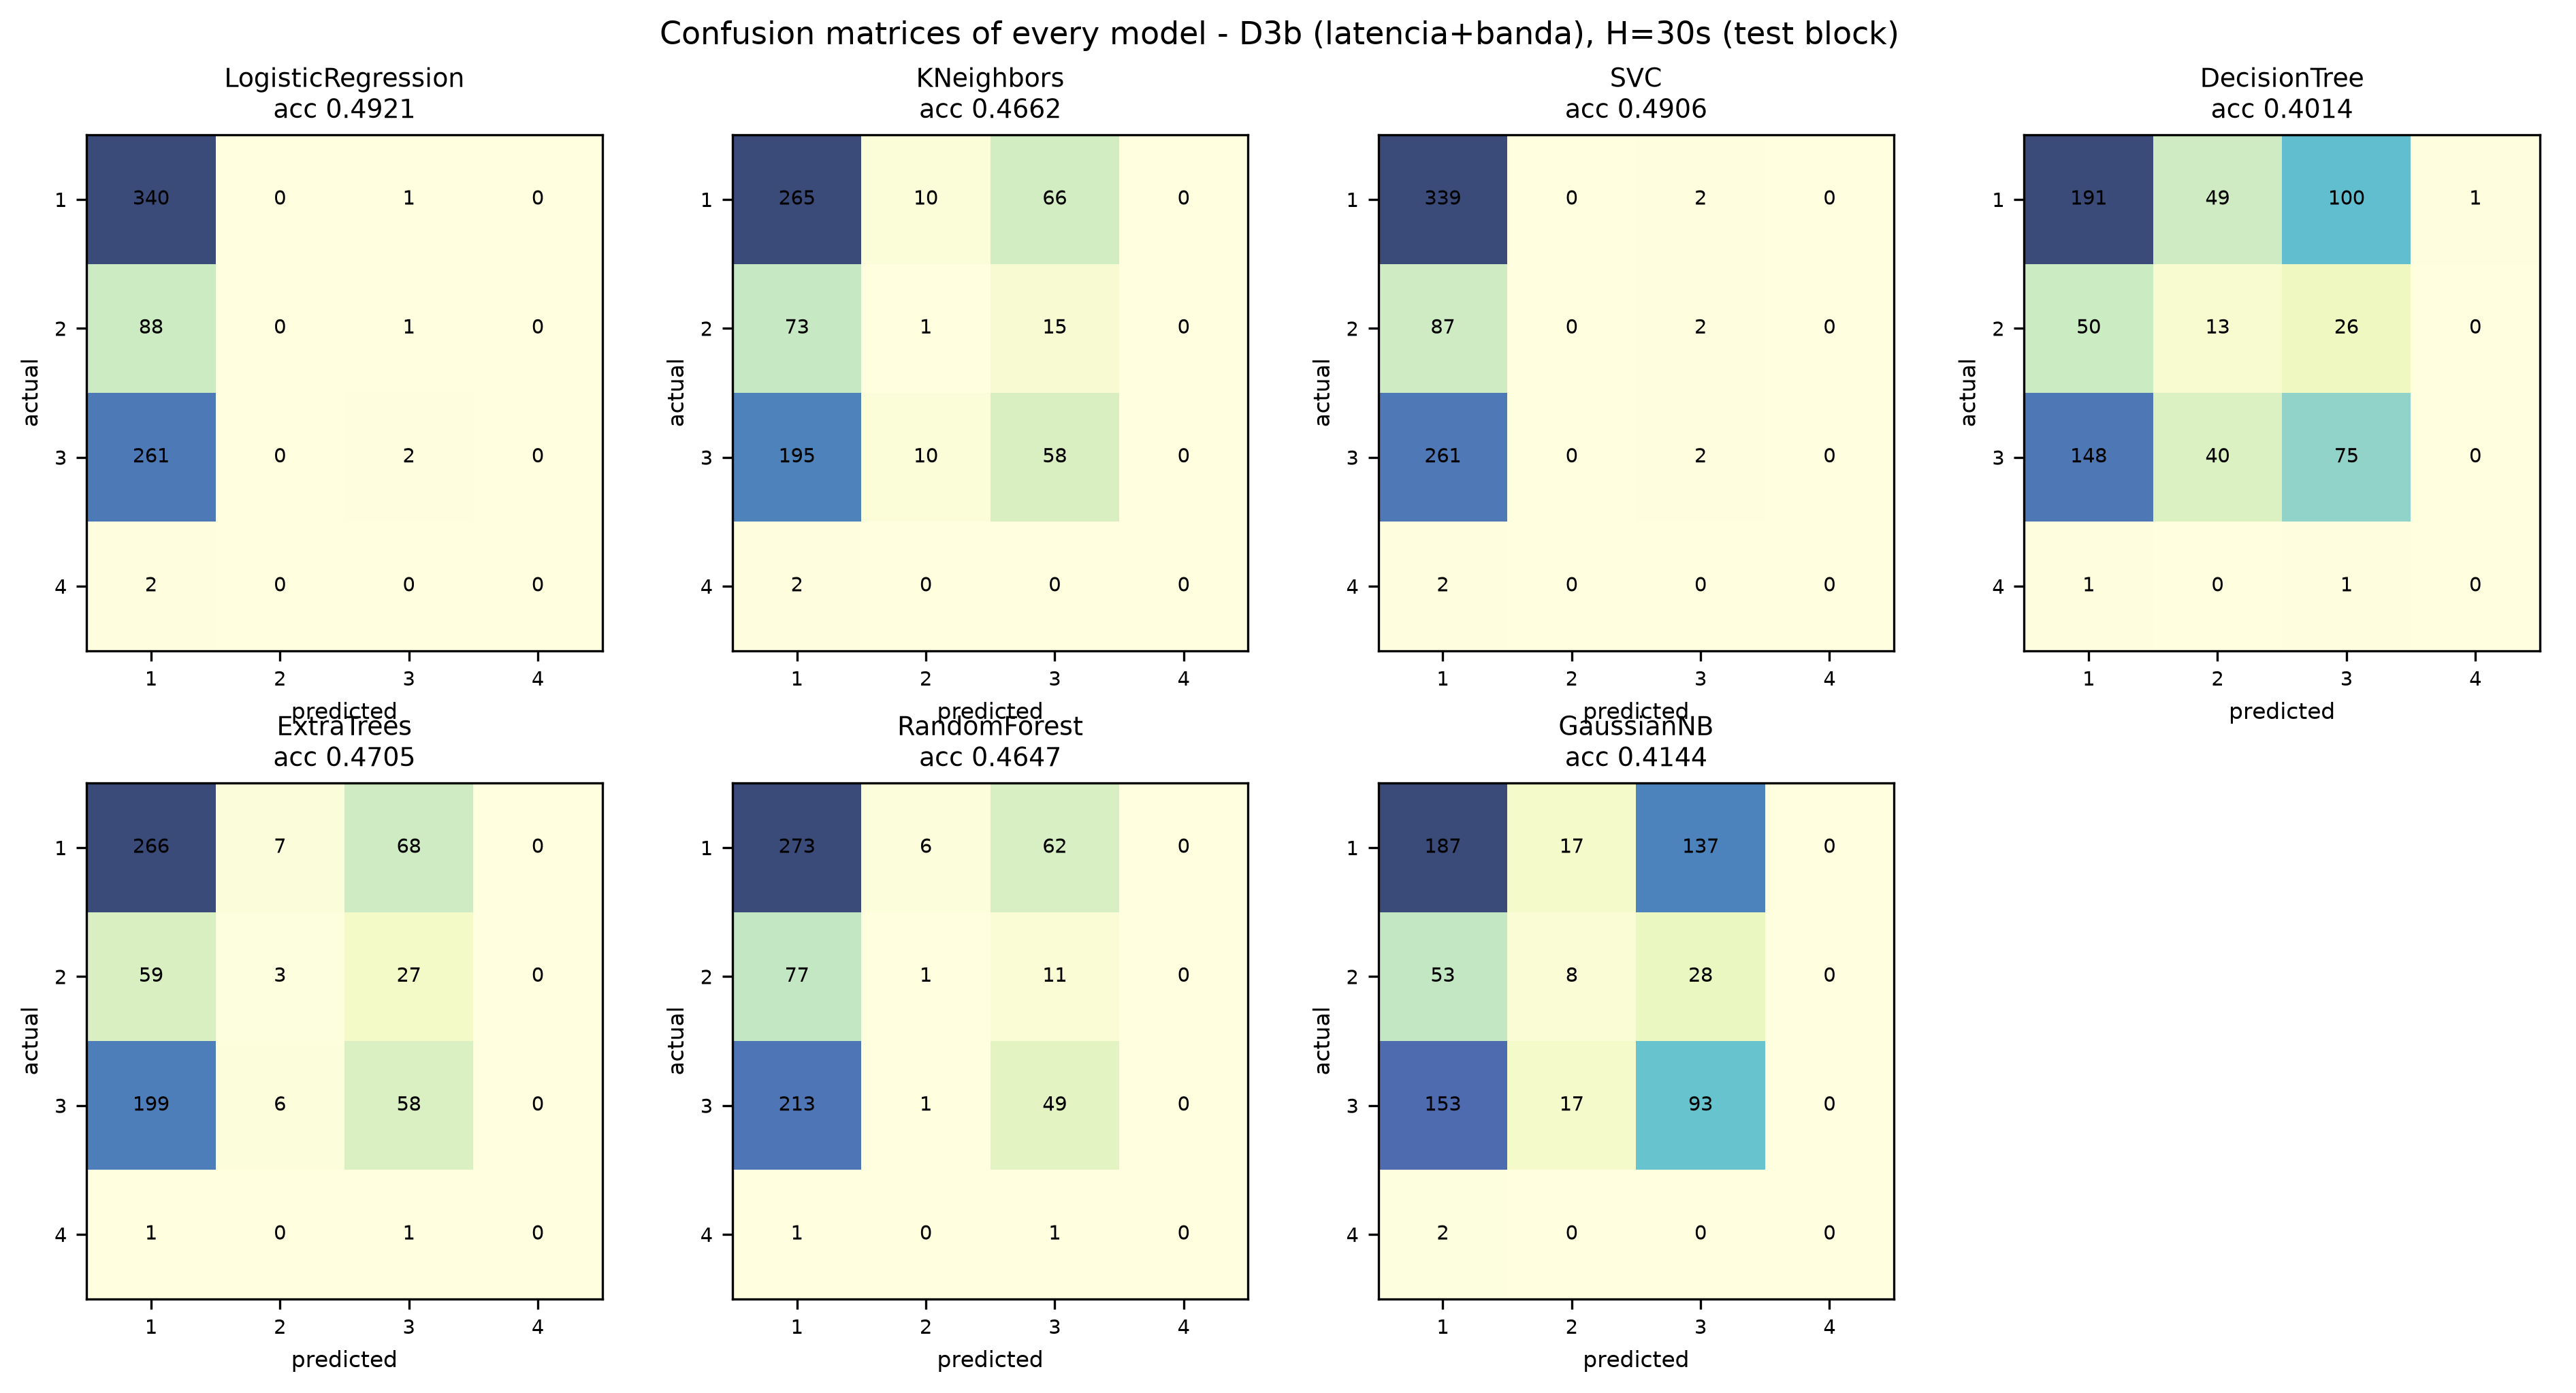 Confusion matrices of every model - D3b (latencia+banda), H=30s (test block)
LogisticRegression
acc 0.4921
actual
1 340 0 1 0
2 88 0 1 0
3 261 0 2 0
4 2 0 0 0
1 2 3 4
predicted
KNeighbors
acc 0.4662
actual
1 265 10 66 0
2 73 1 15 0
3 195 10 58 0
4 2 0 0 0
1 2 3 4
predicted
SVC
acc 0.4906
actual
1 339 0 2 0
2 87 0 2 0
3 261 0 2 0
4 2 0 0 0
1 2 3 4
predicted
DecisionTree
acc 0.4014
actual
1 191 49 100 1
2 50 13 26 0
3 148 40 75 0
4 1 0 1 0
1 2 3 4
predicted
ExtraTrees
acc 0.4705
actual
1 266 7 68 0
2 59 3 27 0
3 199 6 58 0
4 1 0 1 0
1 2 3 4
predicted
RandomForest
acc 0.4647
actual
1 273 6 62 0
2 77 1 11 0
3 213 1 49 0
4 1 0 1 0
1 2 3 4
predicted
GaussianNB
acc 0.4144
actual
1 187 17 137 0
2 53 8 28 0
3 153 17 93 0
4 2 0 0 0
1 2 3 4
predicted